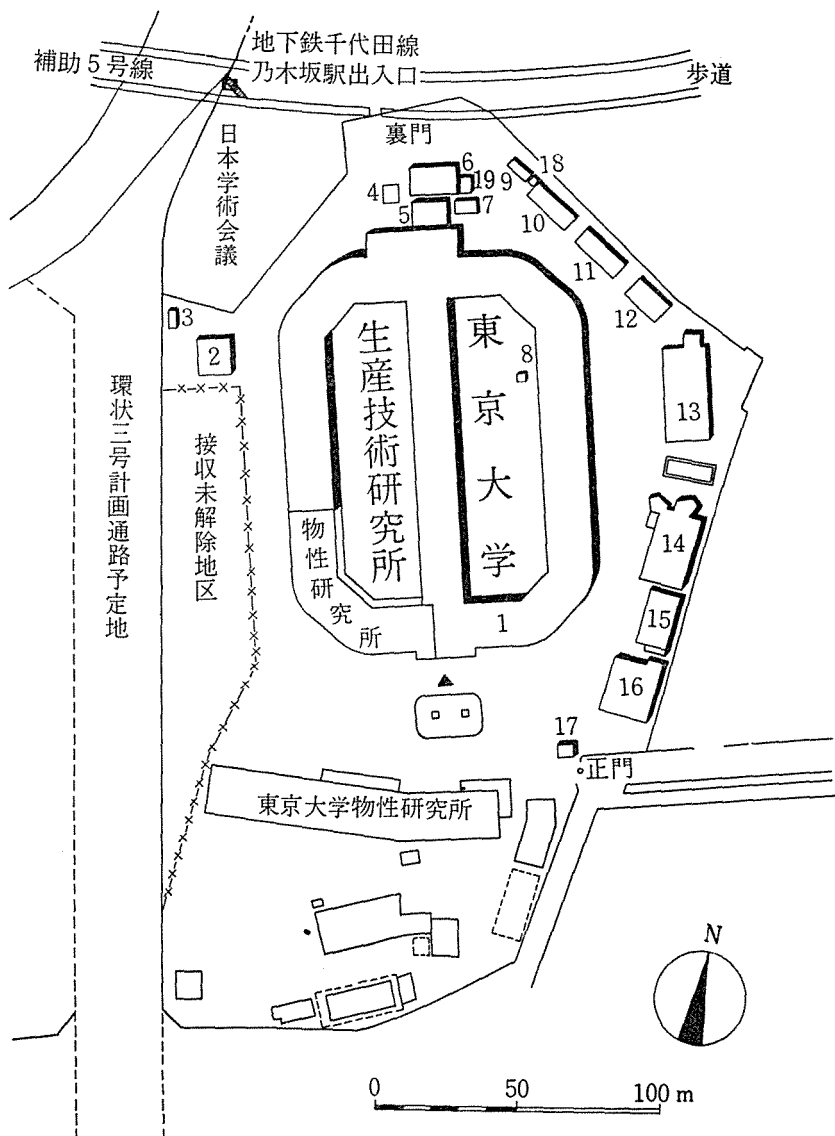 地下鉄千代田線
乃木坂駅出入口
補助5号線
歩道
裏門
日本学術会議
4
6
19
5
7
9
18
10
11
12
3
2
8
13
14
15
16
17
1
東京大学
生産技術研究所
物性研究所
接収未解除地区
環状三号計画通路予定地
正門
東京大学物性研究所
N
0 50 100 m